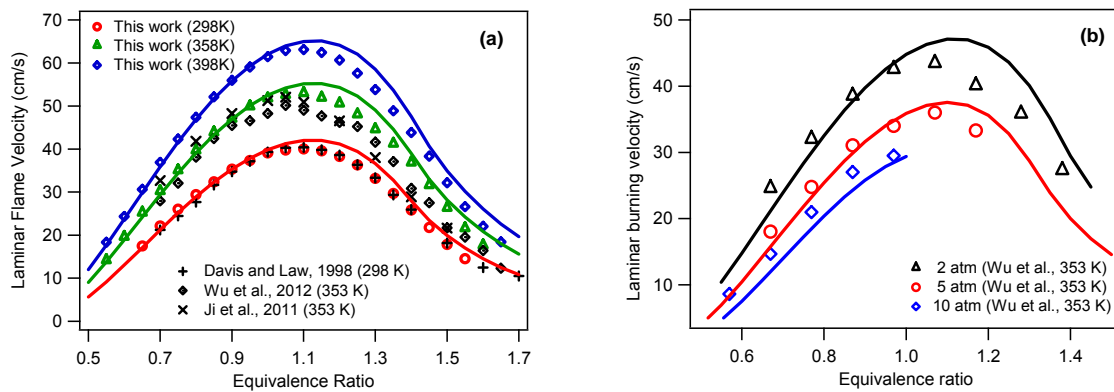 This work (298K)
This work (358K)
This work (398K)
(a)
Laminar Flame Velocity (cm/s)
70
60
50
40
30
20
10
0
Davis and Law, 1998 (298 K)
Wu et al., 2012 (353 K)
Ji et al., 2011 (353 K)
0.5 0.7 0.9 1.1 1.3 1.5 1.7
Equivalence Ratio
(b)
Laminar burning velocity (cm/s)
50
40
30
20
10
2 atm (Wu et al., 353 K)
5 atm (Wu et al., 353 K)
10 atm (Wu et al., 353 K)
0.6 0.8 1.0 1.2 1.4
Equivalence ratio